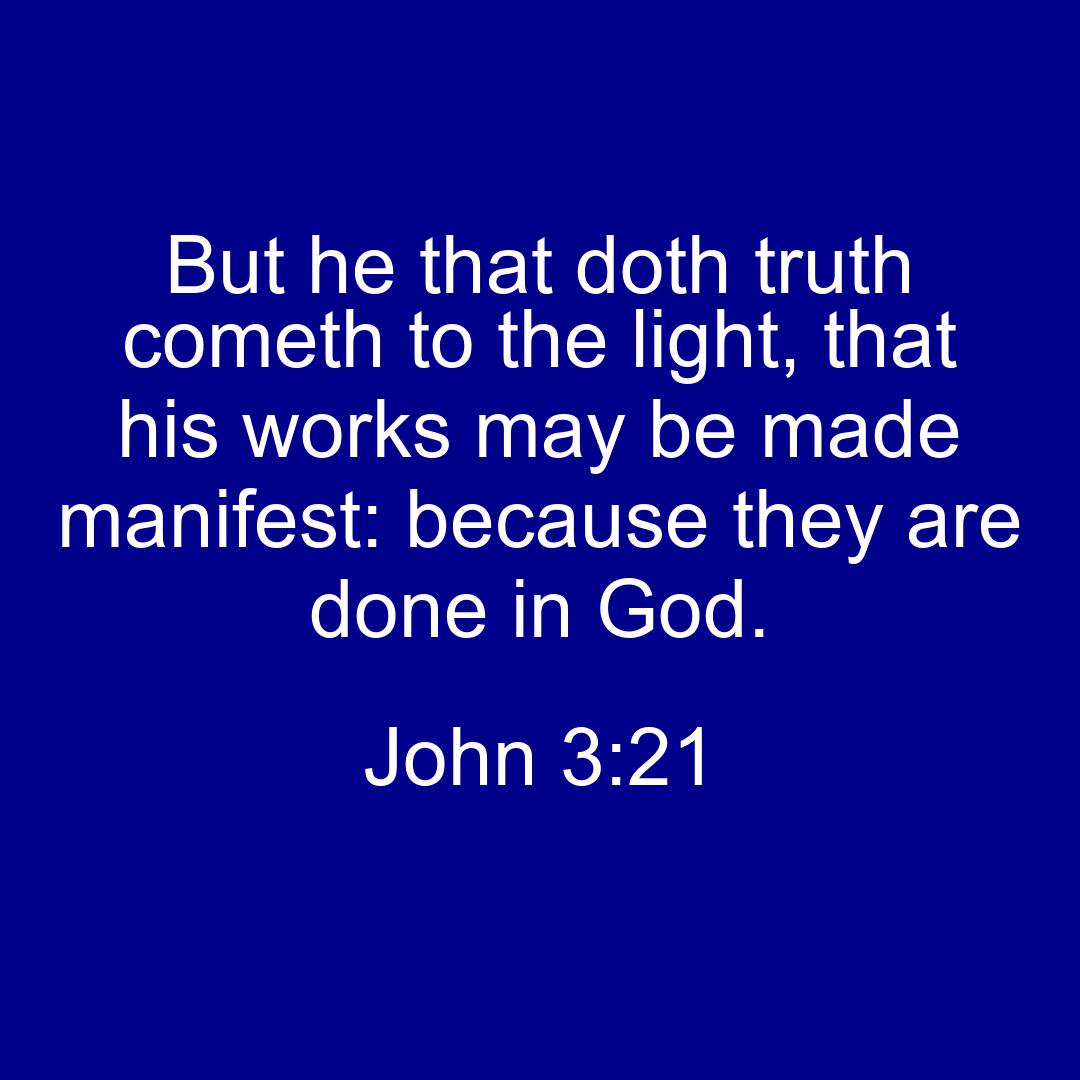 But he that doth truth
cometh to the light, that
his works may be made
manifest: because they are
done in God.
John 3:21